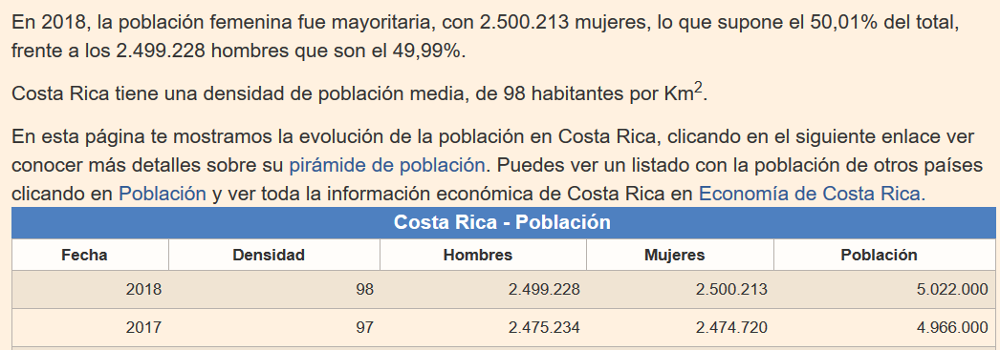 En 2018, la población femenina fue mayoritaria, con 2.500.213 mujeres, lo que supone el 50,01% del total,
frente a los 2.499.228 hombres que son el 49,99%.
Costa Rica tiene una densidad de población media, de 98 habitantes por Km².
En esta página te mostramos la evolución de la población en Costa Rica, clicando en el siguiente enlace ver
conocer más detalles sobre su pirámide de población. Puedes ver un listado con la población de otros países
clicando en Población y ver toda la información económica de Costa Rica en Economía de Costa Rica.
Costa Rica - Población
Fecha Densidad Hombres Mujeres Población
2018 98 2.499.228 2.500.213 5.022.000
2017 97 2.475.234 2.474.720 4.966.000